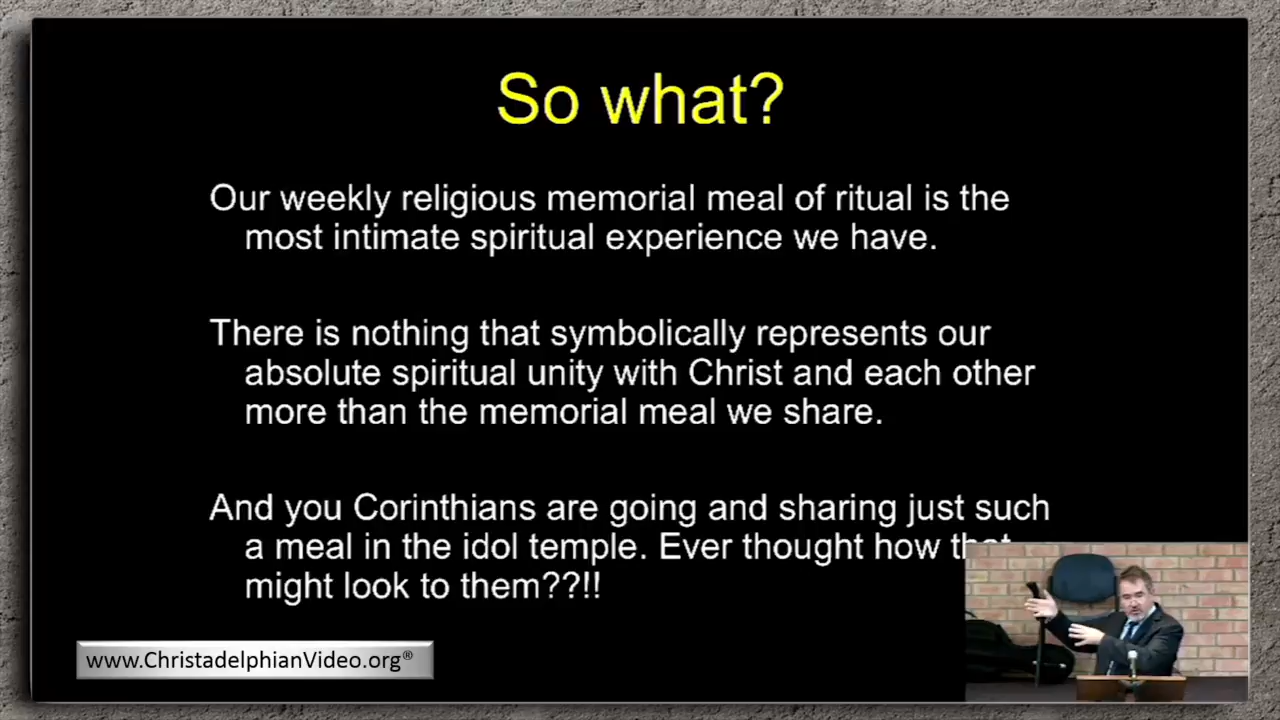 So what?
Our weekly religious memorial meal of ritual is the
most intimate spiritual experience we have.
There is nothing that symbolically represents our
absolute spiritual unity with Christ and each other
more than the memorial meal we share.
And you Corinthians are going and sharing just such
a meal in the idol temple. Ever thought how that
might look to them??!!
www.ChristadelphianVideo.org®